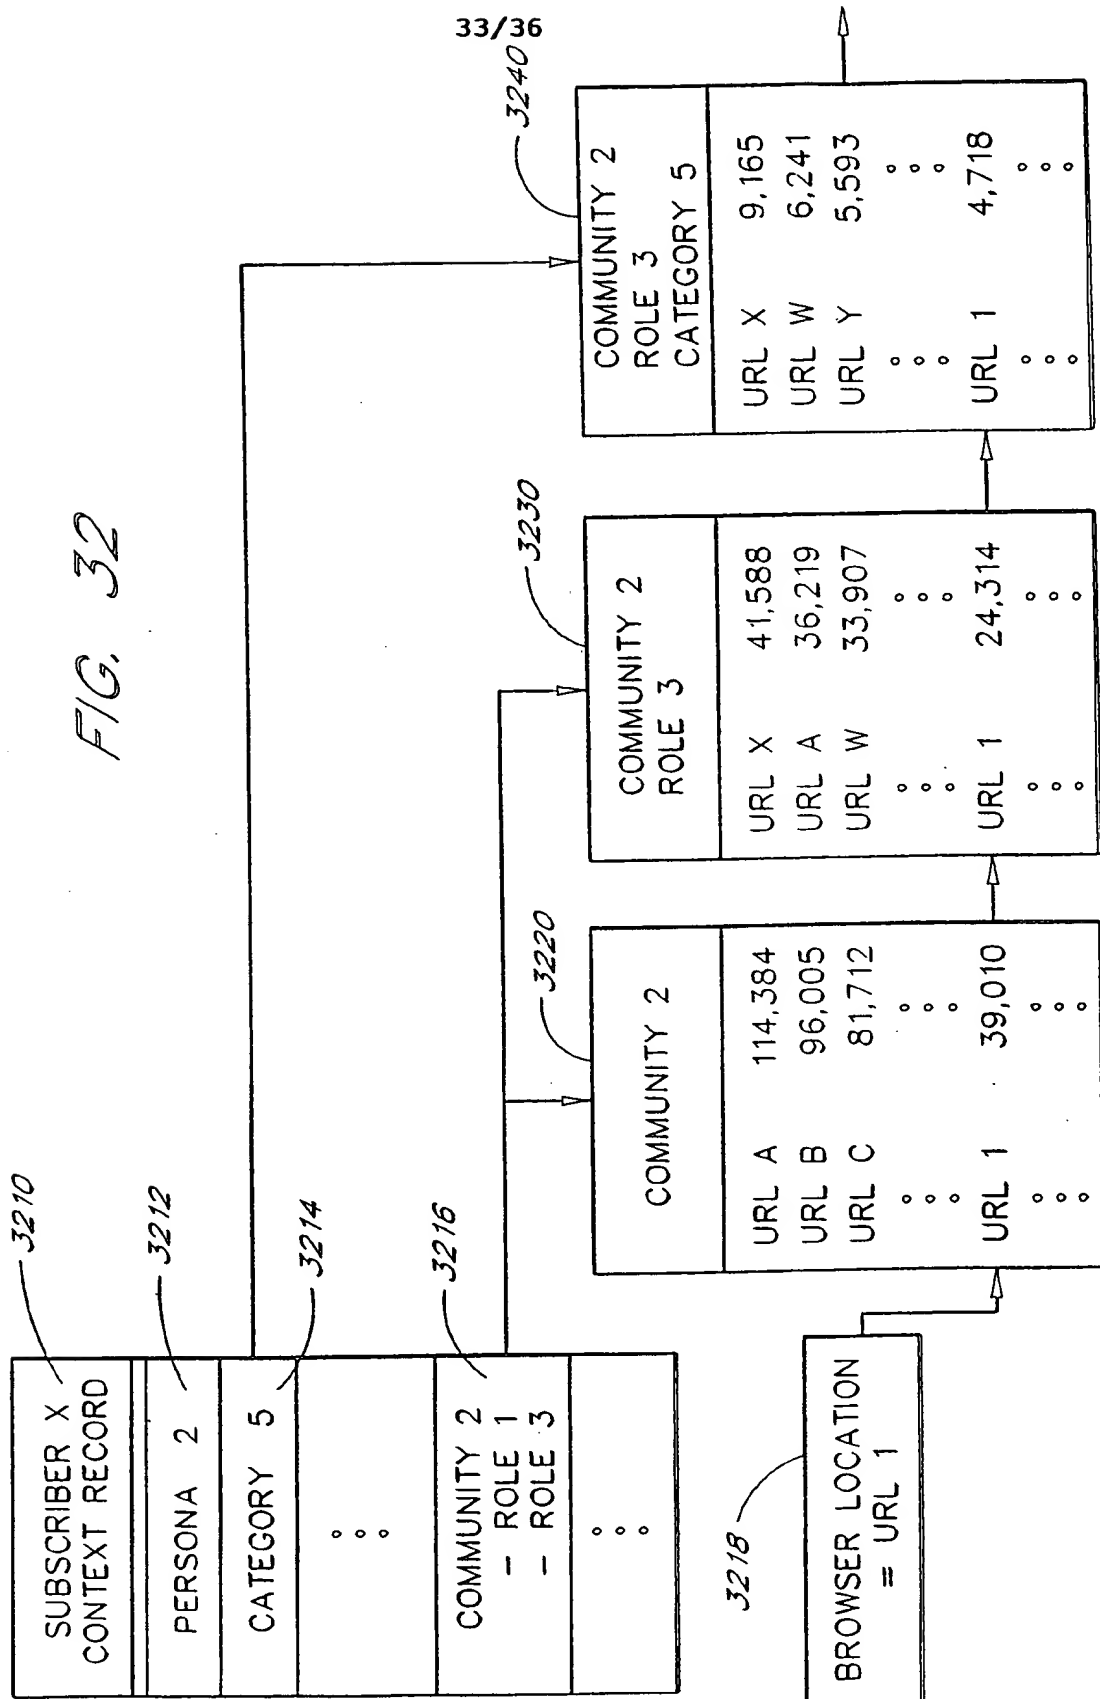 33/36
FIG. 32
3210
SUBSCRIBER X
CONTEXT RECORD
3212
PERSONA 2
3214
CATEGORY 5
3216
COMMUNITY 2
- ROLE 1
- ROLE 3
3218
BROWSER LOCATION
= URL 1
3220
COMMUNITY 2
URL A 114,384
URL B 96,005
URL C 81,712
URL 1 39,010
3230
COMMUNITY 2
ROLE 3
URL X 41,588
URL A 36,219
URL W 33,907
URL 1 24,314
3240
COMMUNITY 2
ROLE 3
CATEGORY 5
URL X 9,165
URL W 6,241
URL Y 5,593
URL 1 4,718